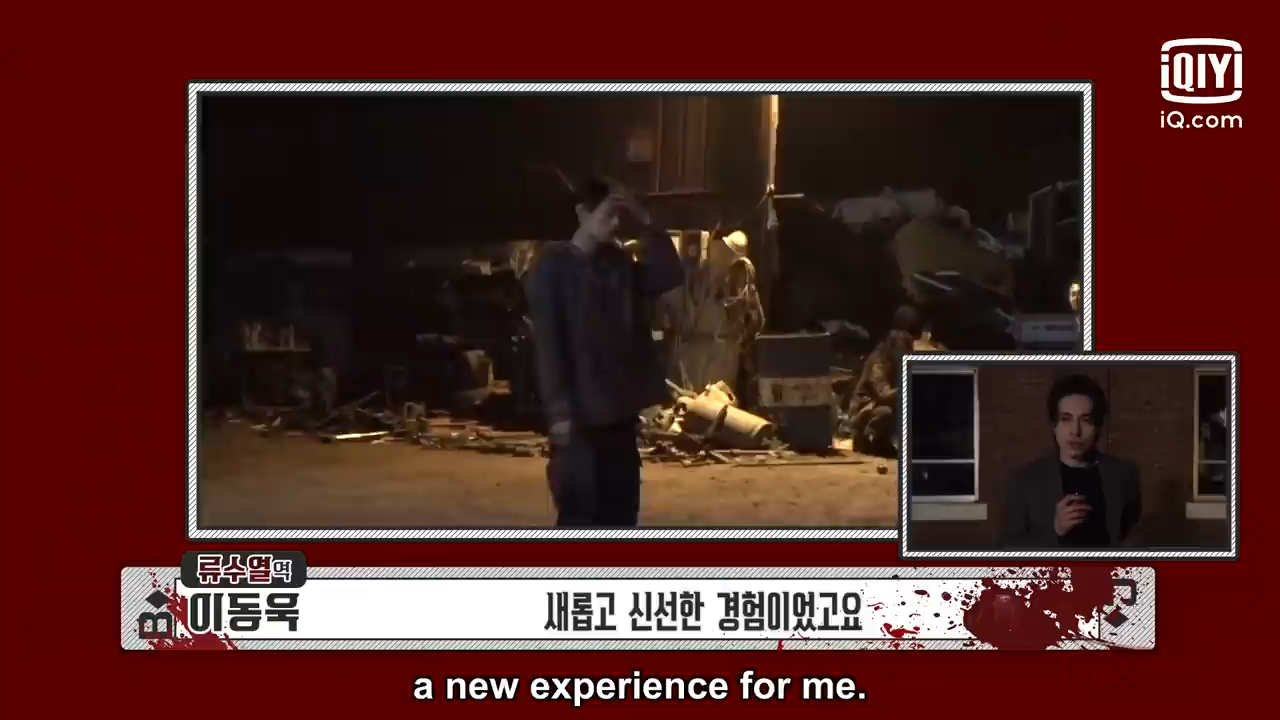 iQIYI
iQ.com
류수열역
이동욱
새롭고 신선한 경험이었고요
B
a new experience for me.